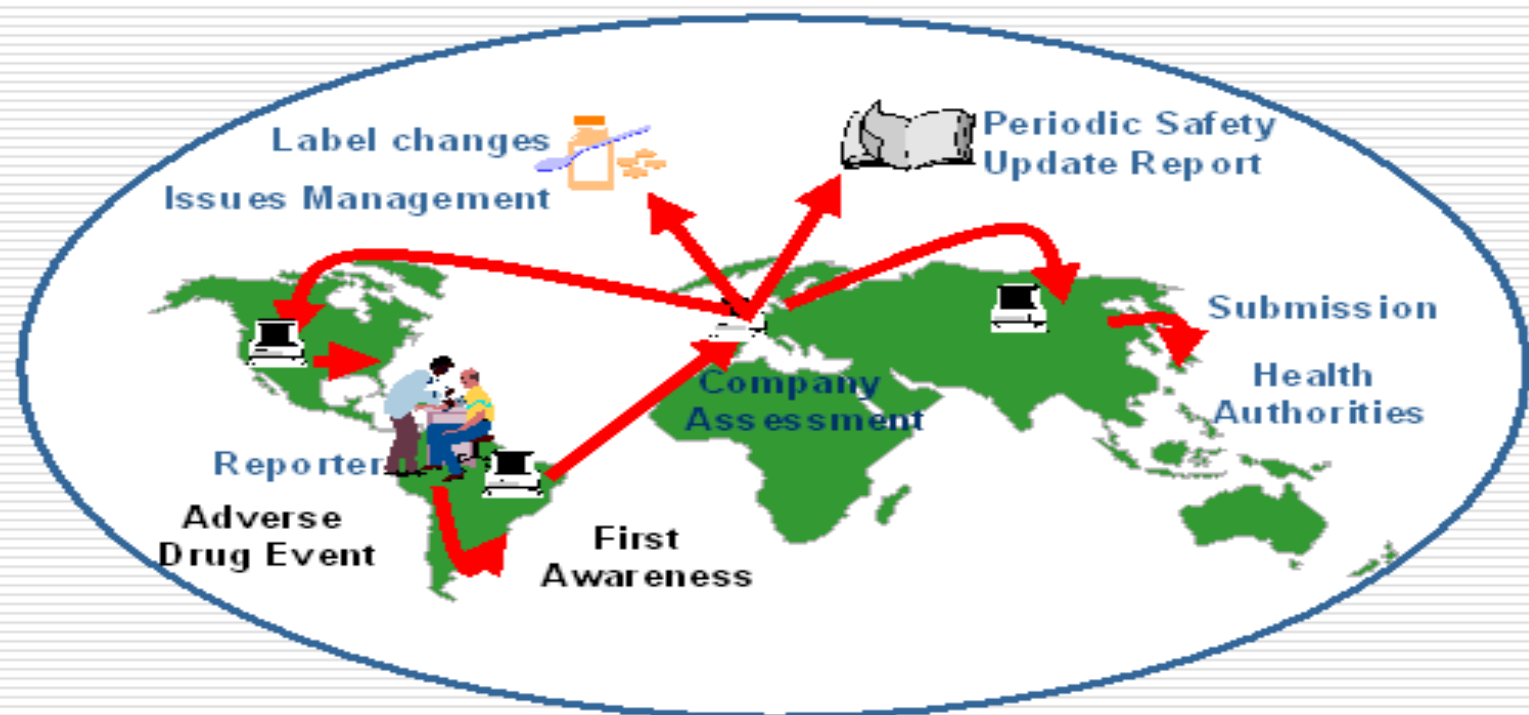 Label changes
Issues Management
Periodic Safety
Update Report
Submission
Health
Authorities
Company
Assessment
Reporter
Adverse
Drug Event
First
Awareness